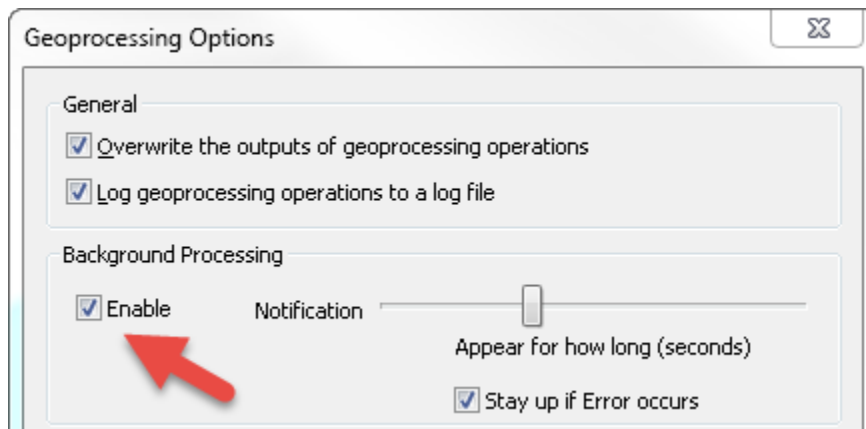 Geoprocessing Options
General
Overwrite the outputs of geoprocessing operations
Log geoprocessing operations to a log file
Background Processing
Enable
Notification
Appear for how long (seconds)
Stay up if Error occurs